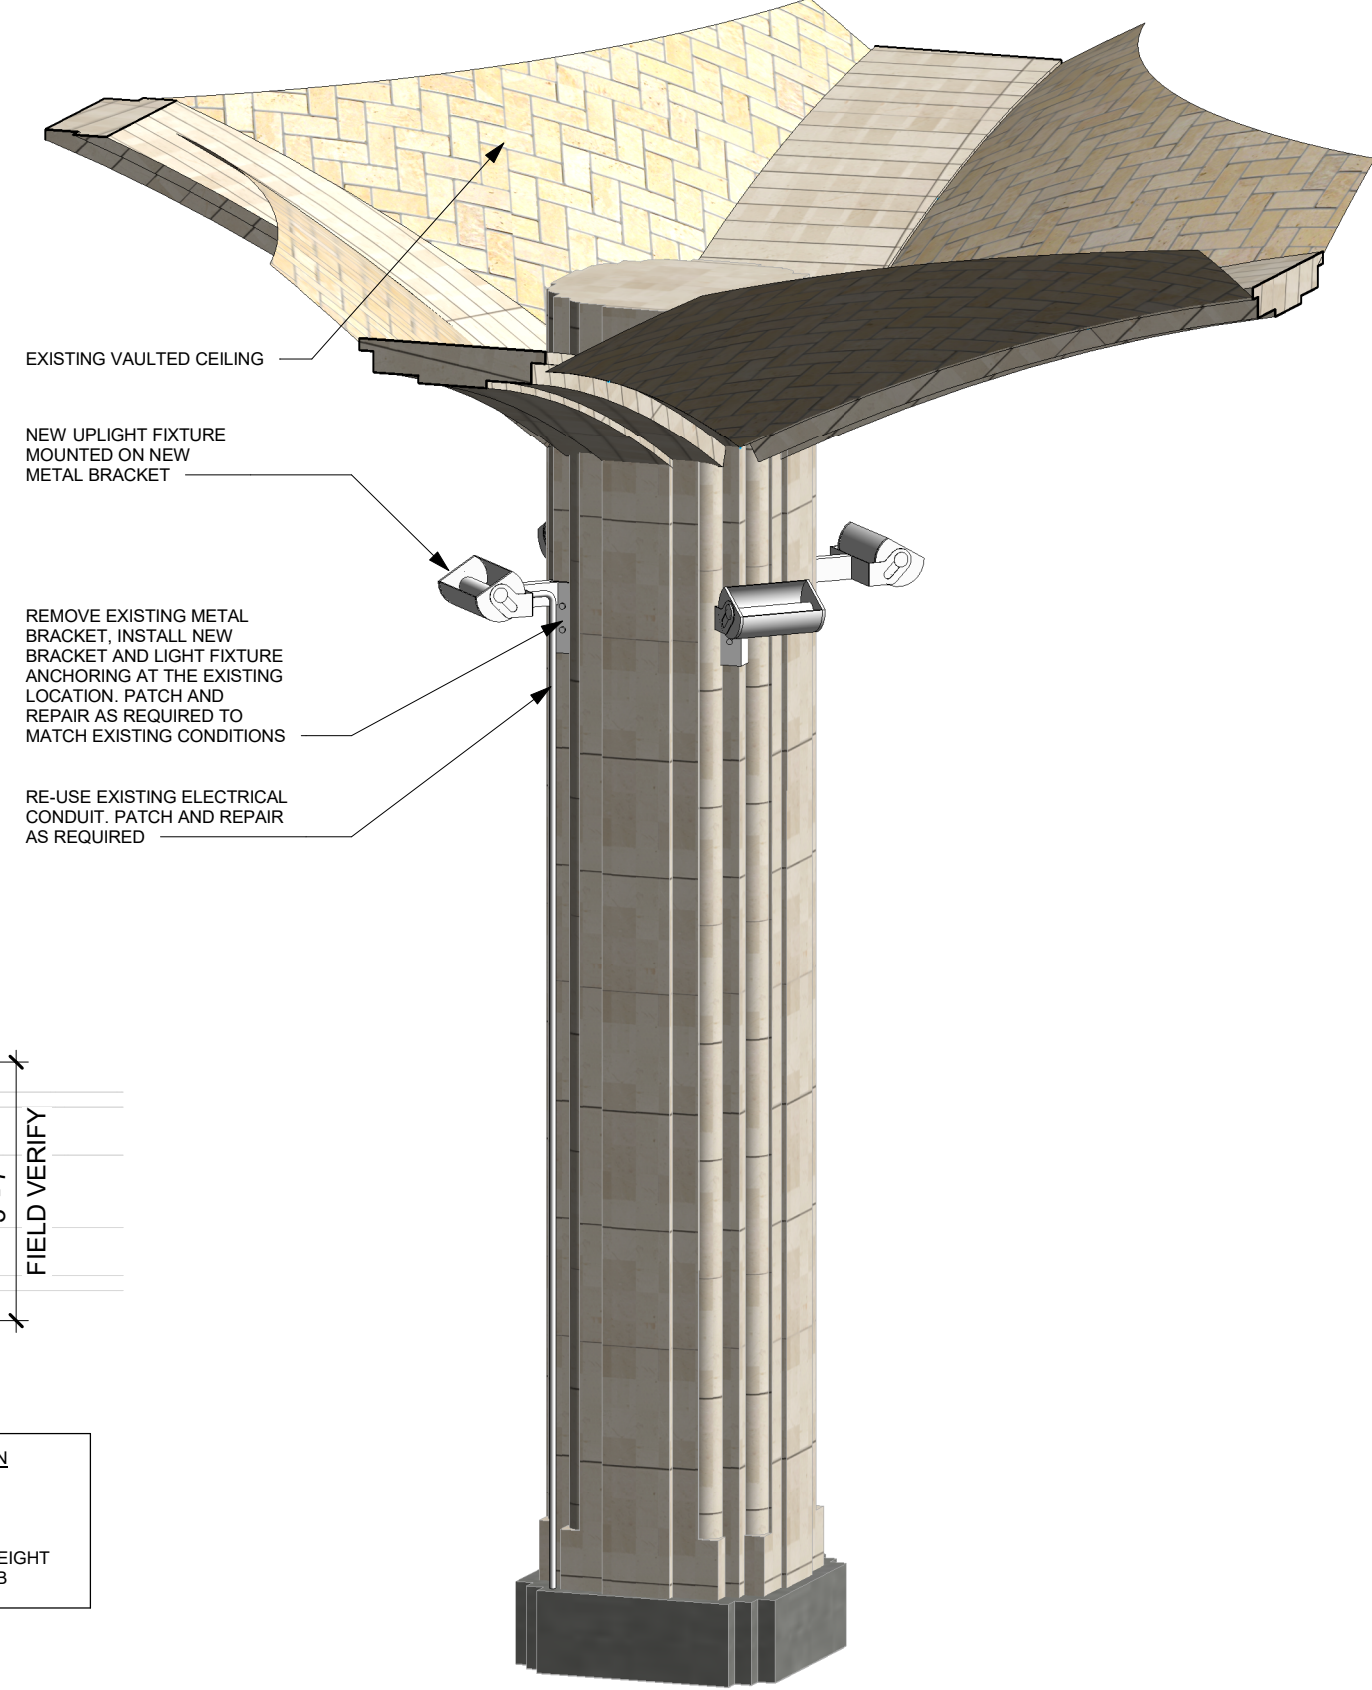 EXISTING VAULTED CEILING
NEW UPLIGHT FIXTURE
MOUNTED ON NEW
METAL BRACKET
REMOVE EXISTING METAL
BRACKET, INSTALL NEW
BRACKET AND LIGHT FIXTURE
ANCHORING AT THE EXISTING
LOCATION. PATCH AND
REPAIR AS REQUIRED TO
MATCH EXISTING CONDITIONS
RE-USE EXISTING ELECTRICAL
CONDUIT. PATCH AND REPAIR
AS REQUIRED
FIELD VERIFY
N
EIGHT
B